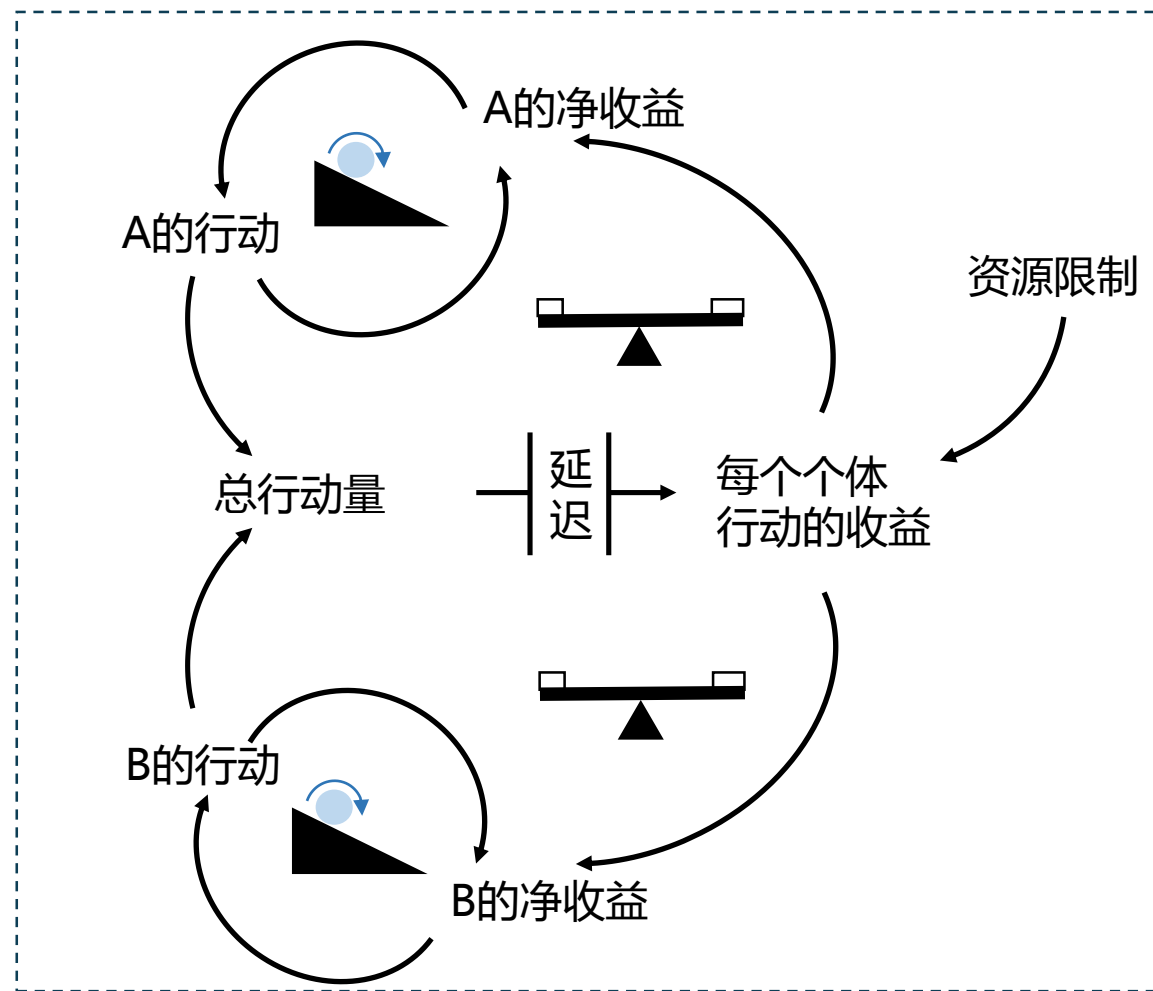 A的净收益
A的行动
资源限制
总行动量
延
迟
每个个体
行动的收益
B的行动
B的净收益